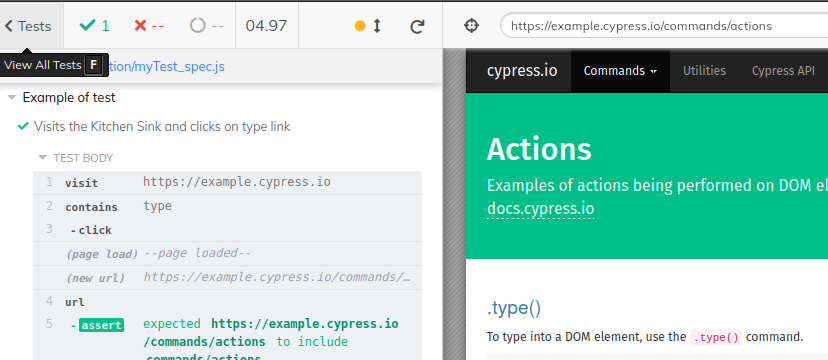 Tests
1
--
--
04.97
https://example.cypress.io/commands/actions
View All Tests F
tion/myTest_spec.js
cypress.io
Commands
Utilities
Cypress API
Example of test
Visits the Kitchen Sink and clicks on type link
TEST BODY
1 visit https://example.cypress.io
2 contains type
3 -click
(page load) --page loaded--
(new url) https://example.cypress.io/commands/…
4 url
5 -assert expected https://example.cypress.io
/commands/actions to include
commands/actions
Actions
Examples of actions being performed on DOM el
docs.cypress.io
.type()
To type into a DOM element, use the .type() command.